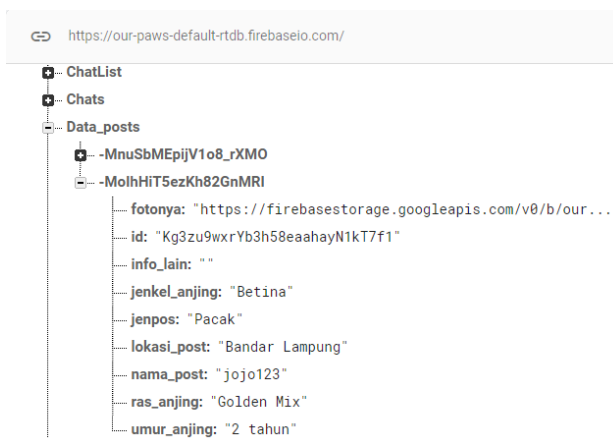 https://our-paws-default-rtdb.firebaseio.com/
ChatList
Chats
Data_posts
-MnuSbMEpijV1o8_rXMO
-MolhHiT5ezKh82GnMRI
fotonya: "https://firebasestorage.googleapis.com/v0/b/our...
id: "Kg3zu9wxrYb3h58eaahayN1kT7f1"
info_lain: ""
jenkel_anjing: "Betina"
jenpos: "Pacak"
lokasi_post: "Bandar Lampung"
nama_post: "jojo123"
ras_anjing: "Golden Mix"
umur_anjing: "2 tahun"